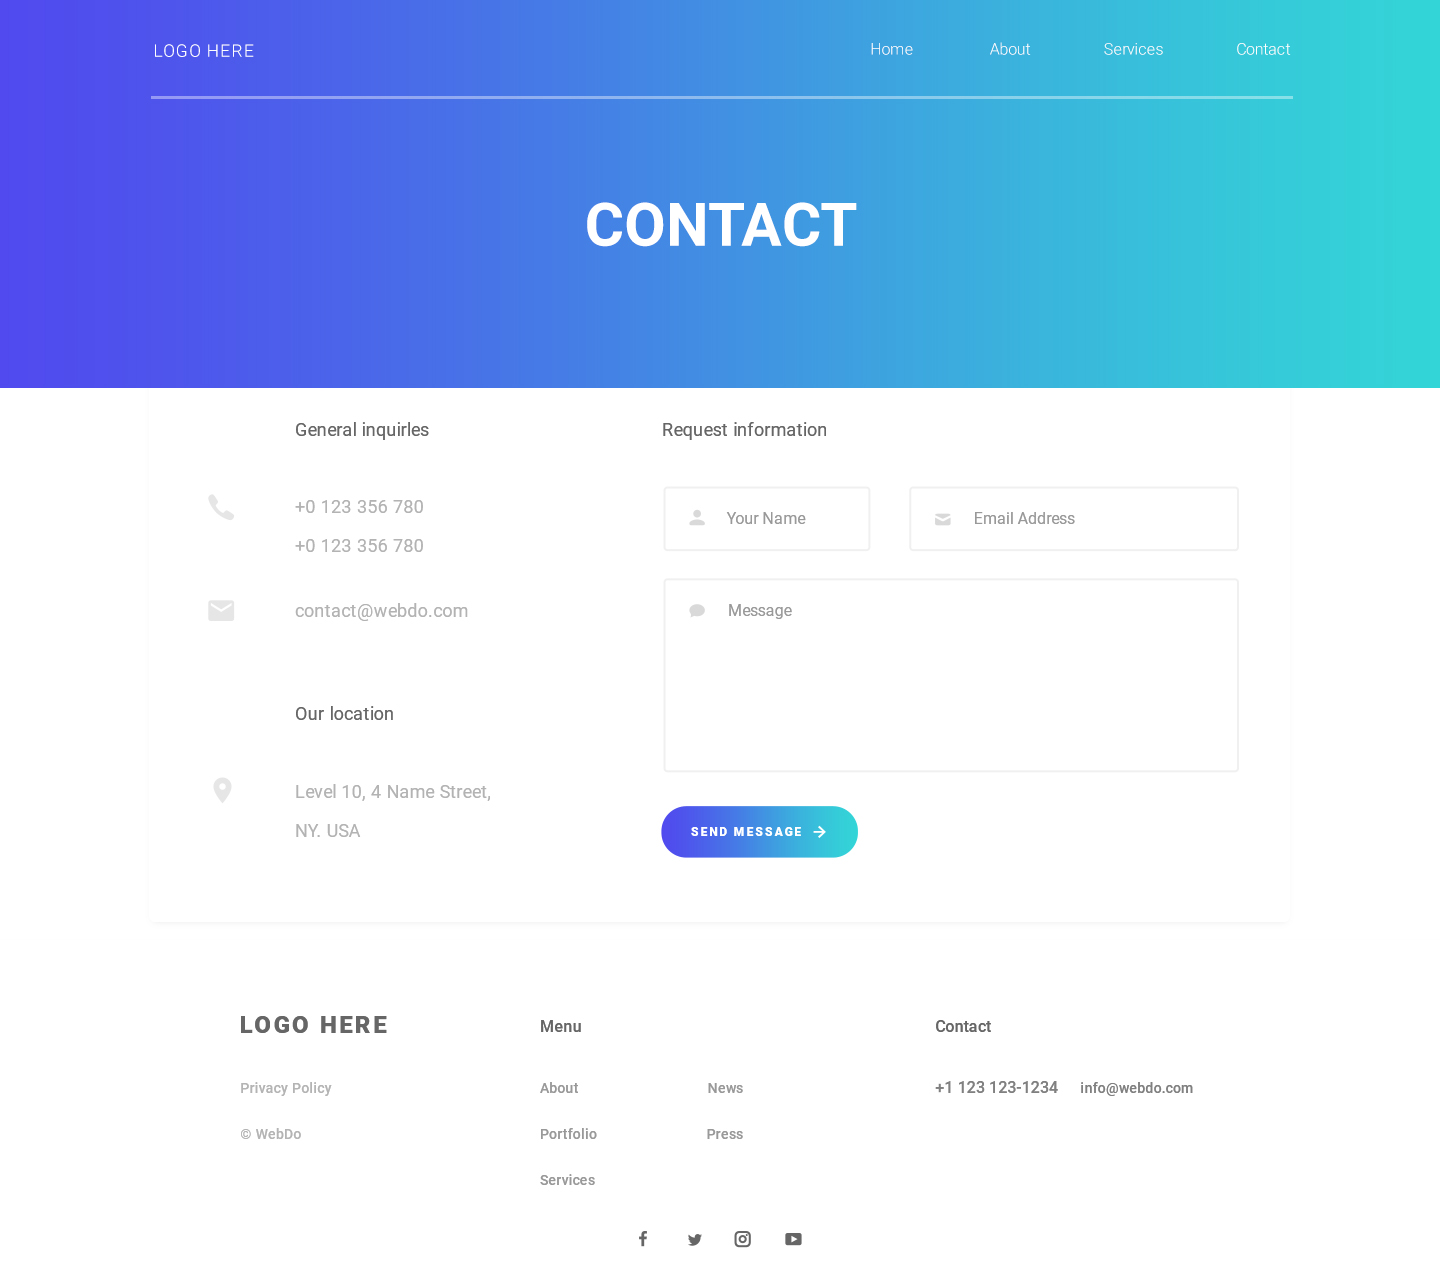 LOGO HERE
Home
About
Services
Contact
CONTACT
General inquirles
+0 123 356 780
+0 123 356 780
contact@webdo.com
Our location
Level 10, 4 Name Street,
NY. USA
Request information
Your Name
Email Address
Message
SEND MESSAGE
LOGO HERE
Privacy Policy
© WebDo
Menu
About
News
Portfolio
Press
Services
Contact
+1 123 123-1234
info@webdo.com